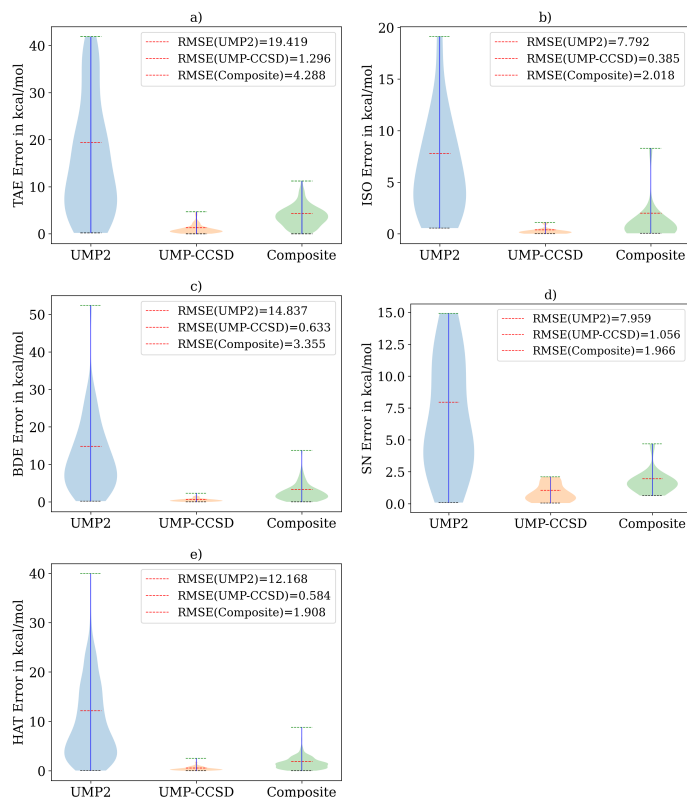 a)
TAE Error in kcal/mol
40
30
20
10
0
RMSE(UMP2)=19.419
RMSE(UMP-CCSD)=1.296
RMSE(Composite)=4.288
UMP2 UMP-CCSD Composite
b)
ISO Error in kcal/mol
20
15
10
5
0
RMSE(UMP2)=7.792
RMSE(UMP-CCSD)=0.385
RMSE(Composite)=2.018
UMP2 UMP-CCSD Composite
c)
BDE Error in kcal/mol
50
40
30
20
10
0
RMSE(UMP2)=14.837
RMSE(UMP-CCSD)=0.633
RMSE(Composite)=3.355
UMP2 UMP-CCSD Composite
d)
SN Error in kcal/mol
15.0
12.5
10.0
7.5
5.0
2.5
0.0
RMSE(UMP2)=7.959
RMSE(UMP-CCSD)=1.056
RMSE(Composite)=1.966
UMP2 UMP-CCSD Composite
e)
HAT Error in kcal/mol
40
30
20
10
0
RMSE(UMP2)=12.168
RMSE(UMP-CCSD)=0.584
RMSE(Composite)=1.908
UMP2 UMP-CCSD Composite